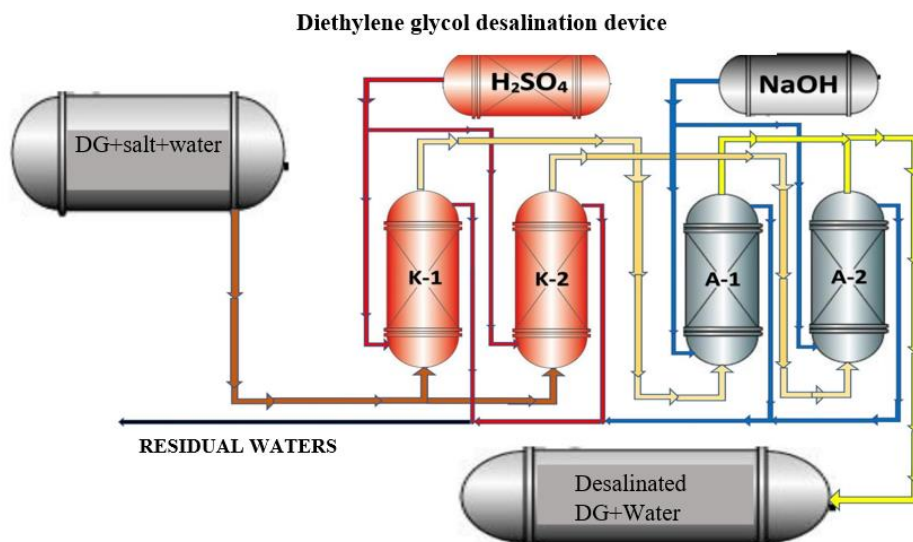 Diethylene glycol desalination device
H₂SO₄
NaOH
DG+salt+water
K-1
K-2
A-1
A-2
RESIDUAL WATERS
Desalinated
DG+Water